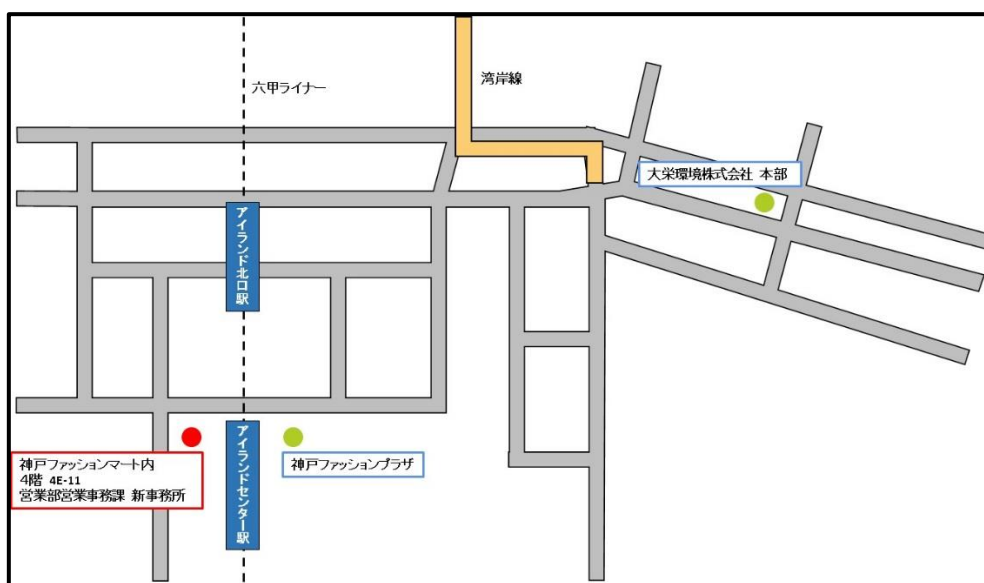 六甲ライナー
湾岸線
大栄環境株式会社 本部
アイランド北口駅
神戸ファッションマート内
4階 4E-11
営業部営業事務課 新事務所
アイランドセンター駅
神戸ファッションプラザ